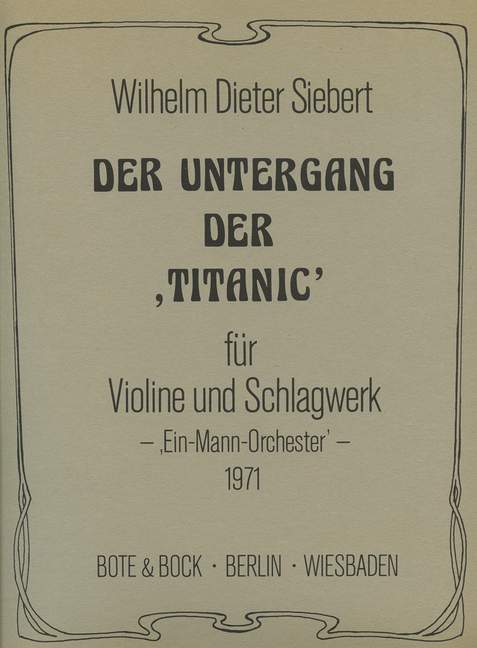 Wilhelm Dieter Siebert
DER UNTERGANG
DER
‚TITANIC’
für
Violine und Schlagwerk
– ‚Ein-Mann-Orchester’ –
1971
BOTE & BOCK · BERLIN · WIESBADEN